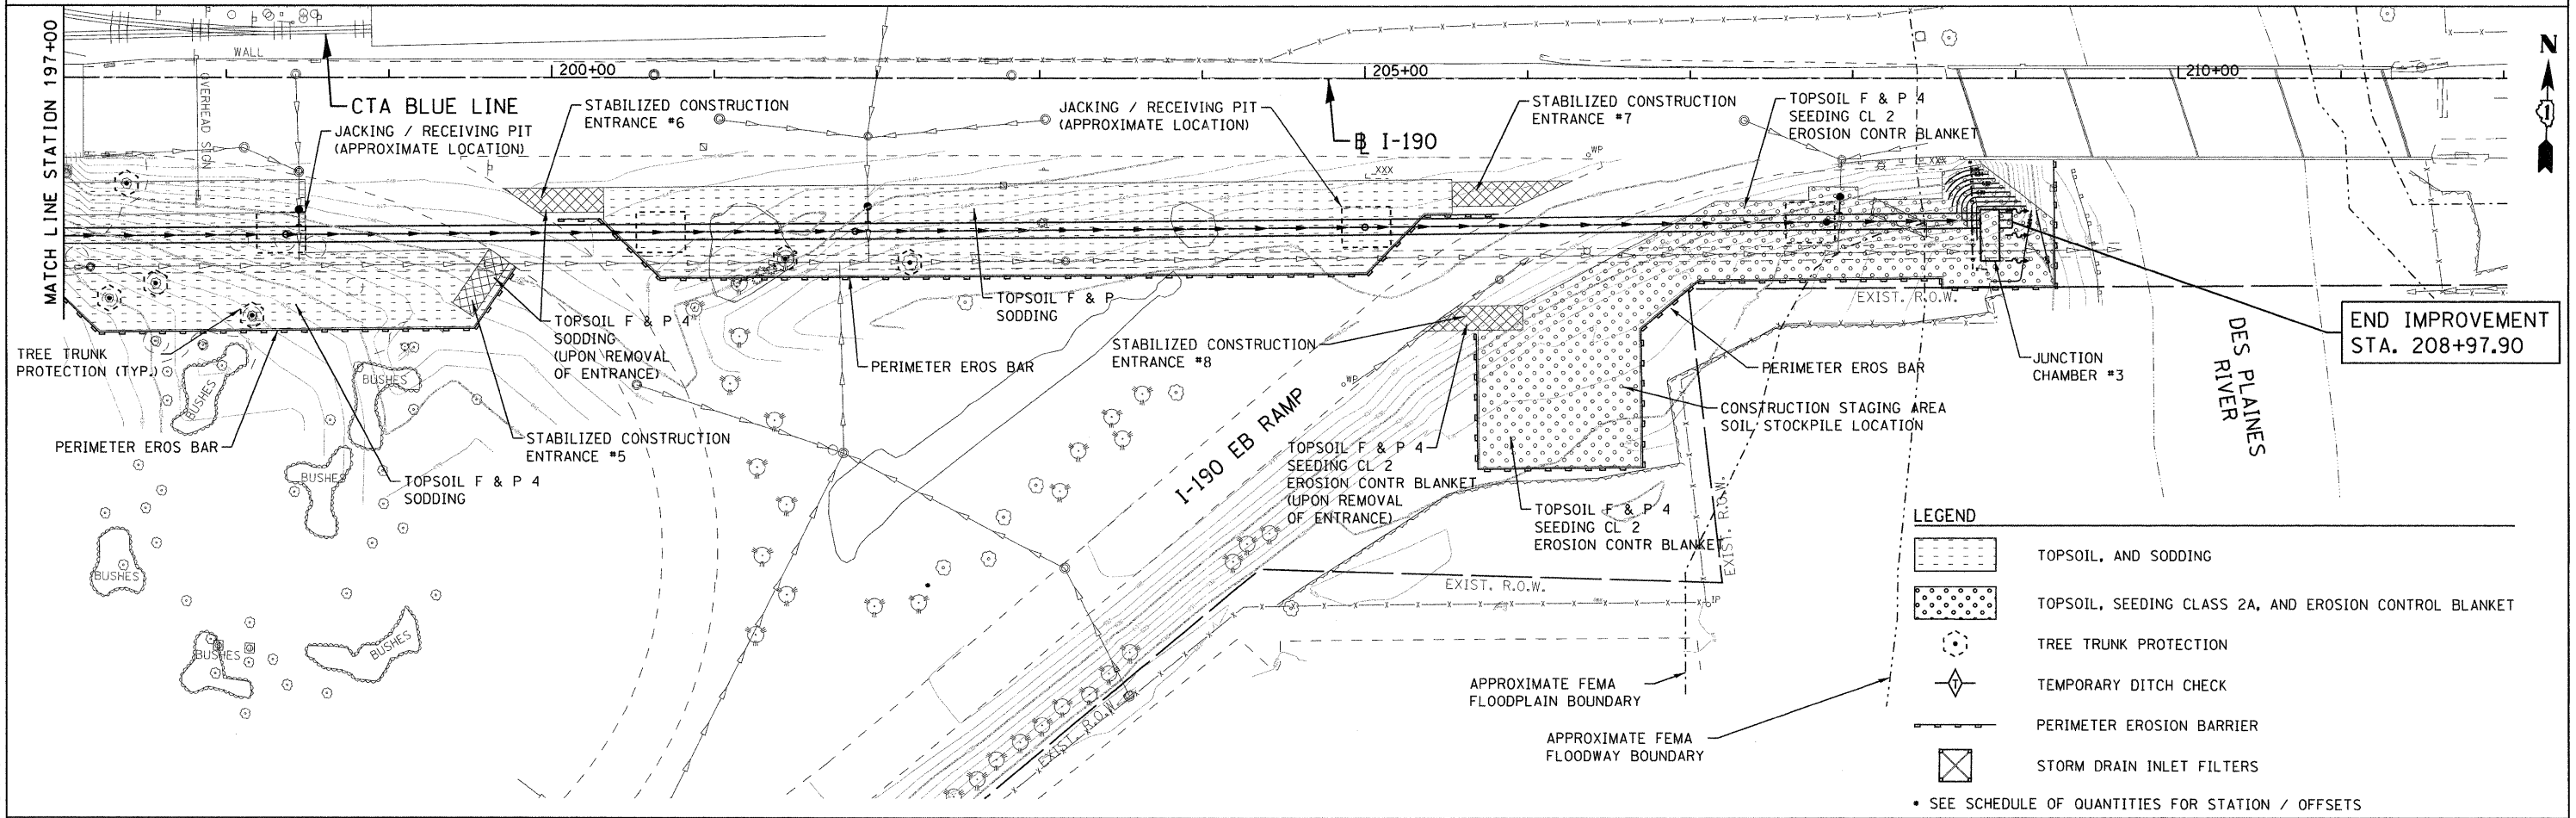 MATCH LINE STATION 197+00
WALL
OVERHEAD SIGN
CTA BLUE LINE
JACKING / RECEIVING PIT
(APPROXIMATE LOCATION)
200+00
STABILIZED CONSTRUCTION
ENTRANCE #6
JACKING / RECEIVING PIT
(APPROXIMATE LOCATION)
205+00
I-190
STABILIZED CONSTRUCTION
ENTRANCE #7
TOPSOIL F & P 4
SEEDING CL 2
EROSION CONTR BLANKET
210+00
N
1
WP
XXX
XXX
TREE TRUNK
PROTECTION (TYP.)
BUSHES
BUSHES
PERIMETER EROS BAR
BUSHES
TOPSOIL F & P 4
SODDING
STABILIZED CONSTRUCTION
ENTRANCE #5
TOPSOIL F & P 4
SODDING
(UPON REMOVAL
OF ENTRANCE)
PERIMETER EROS BAR
TOPSOIL F & P
SODDING
STABILIZED CONSTRUCTION
ENTRANCE #8
WP
I-190 EB RAMP
TOPSOIL F & P 4
SEEDING CL 2
EROSION CONTR BLANKET
(UPON REMOVAL
OF ENTRANCE)
TOPSOIL F & P 4
SEEDING CL 2
EROSION CONTR BLANKET
CONSTRUCTION STAGING AREA
SOIL STOCKPILE LOCATION
PERIMETER EROS BAR
EXIST. R.O.W.
JUNCTION
CHAMBER #3
DES PLAINES
RIVER
END IMPROVEMENT
STA. 208+97.90
EXIST. R.O.W.
EXIST. R.O.W.
IP
EXIST. R.O.W.
BUSHES
BUSHES
BUSHES
APPROXIMATE FEMA
FLOODPLAIN BOUNDARY
APPROXIMATE FEMA
FLOODWAY BOUNDARY
LEGEND
TOPSOIL, AND SODDING
TOPSOIL, SEEDING CLASS 2A, AND EROSION CONTROL BLANKET
TREE TRUNK PROTECTION
T
TEMPORARY DITCH CHECK
PERIMETER EROSION BARRIER
STORM DRAIN INLET FILTERS
* SEE SCHEDULE OF QUANTITIES FOR STATION / OFFSETS